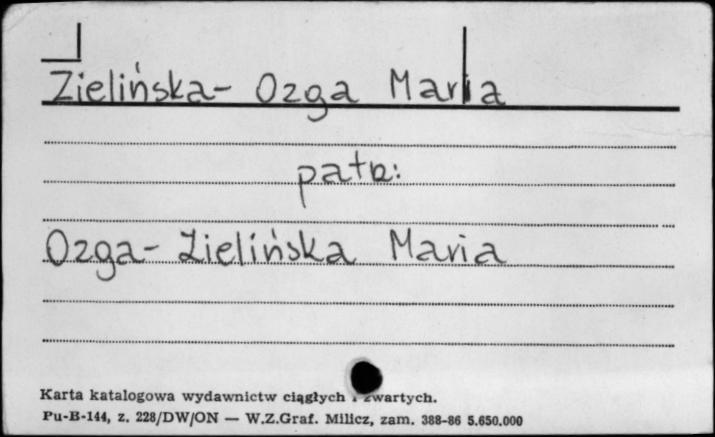 Zielińska- Ozga Maria
patrz:
Ozga- Zielińska Maria
Karta katalogowa wydawnictw ciągłych i zwartych.
Pu-B-144, z. 228/DW/ON — W.Z.Graf. Milicz, zam. 388-86 5.650.000